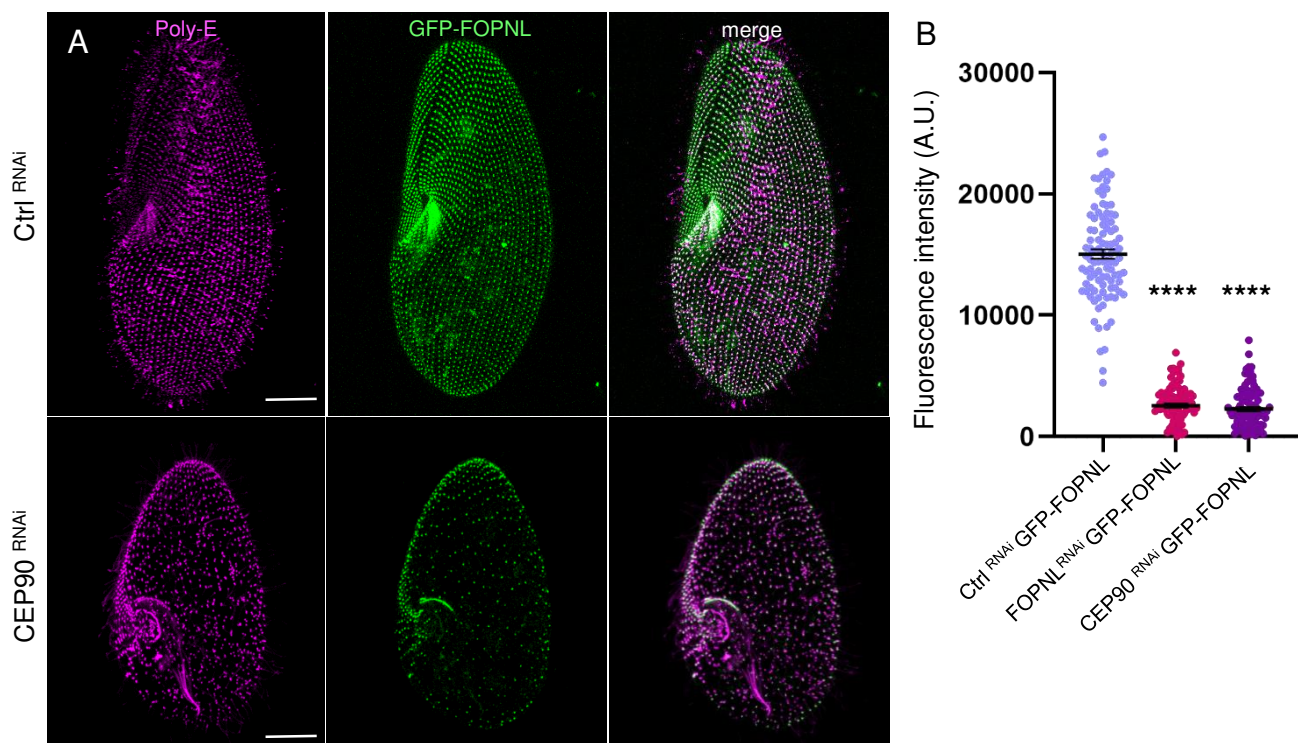 A
Poly-E
GFP-FOPNL
merge
Ctrl RNAi
CEP90 RNAi
B
Fluorescence intensity (A.U.)
30000
20000
10000
0
**** ****
Ctrl RNAi GFP-FOPNL
FOPNL RNAi GFP-FOPNL
CEP90 RNAi GFP-FOPNL